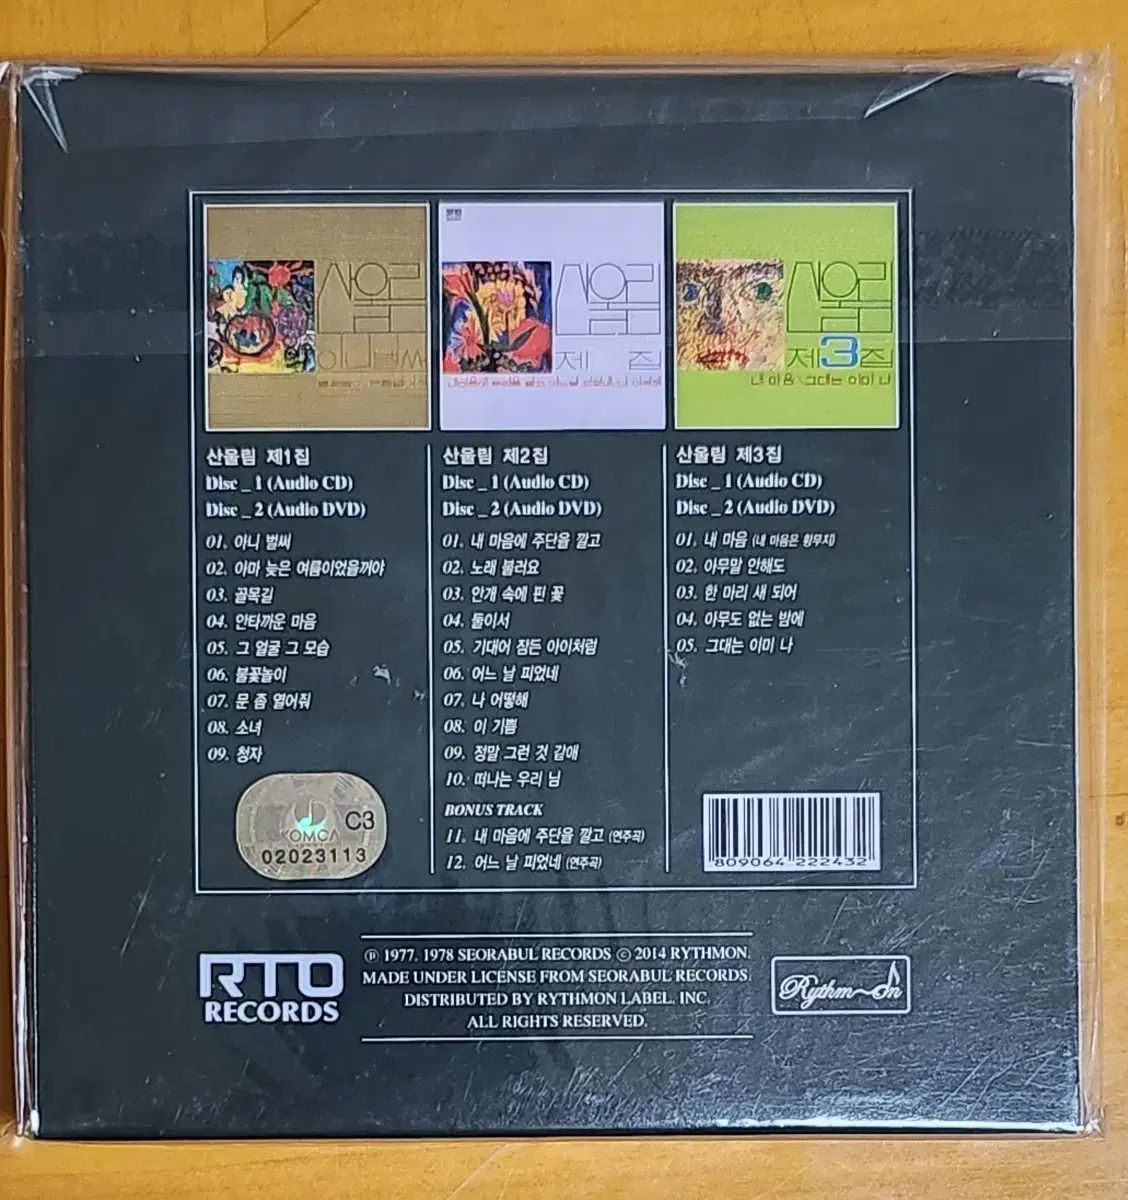 산울림
아니벌써
산울림
제 집
산울림
제3집
내 마음 \ 그대는 이미 나
산울림 제1집
Disc _ 1 (Audio CD)
Disc _ 2 (Audio DVD)
01. 아니 벌써
02. 아마 늦은 여름이었을꺼야
03. 골목길
04. 안타까운 마음
05. 그 얼굴 그 모습
06. 불꽃놀이
07. 문 좀 열어줘
08. 소녀
09. 청자
KOMCA C3
02023113
산울림 제2집
Disc _ 1 (Audio CD)
Disc _ 2 (Audio DVD)
01. 내 마음에 주단을 깔고
02. 노래 불러요
03. 안개 속에 핀 꽃
04. 둘이서
05. 기대어 잠든 아이처럼
06. 어느 날 피었네
07. 나 어떻해
08. 이 기쁨
09. 정말 그런 것 같애
10. 떠나는 우리 님
BONUS TRACK
11. 내 마음에 주단을 깔고 (연주곡)
12. 어느 날 피었네 (연주곡)
산울림 제3집
Disc _ 1 (Audio CD)
Disc _ 2 (Audio DVD)
01. 내 마음 (내 마음은 황무지)
02. 아무말 안해도
03. 한 마리 새 되어
04. 아무도 없는 밤에
05. 그대는 이미 나
809064 222432
RTO
RECORDS
Ⓟ 1977, 1978 SEORABUL RECORDS © 2014 RYTHMON.
MADE UNDER LICENSE FROM SEORABUL RECORDS
DISTRIBUTED BY RYTHMON LABEL. INC.
ALL RIGHTS RESERVED.
Rythm~On